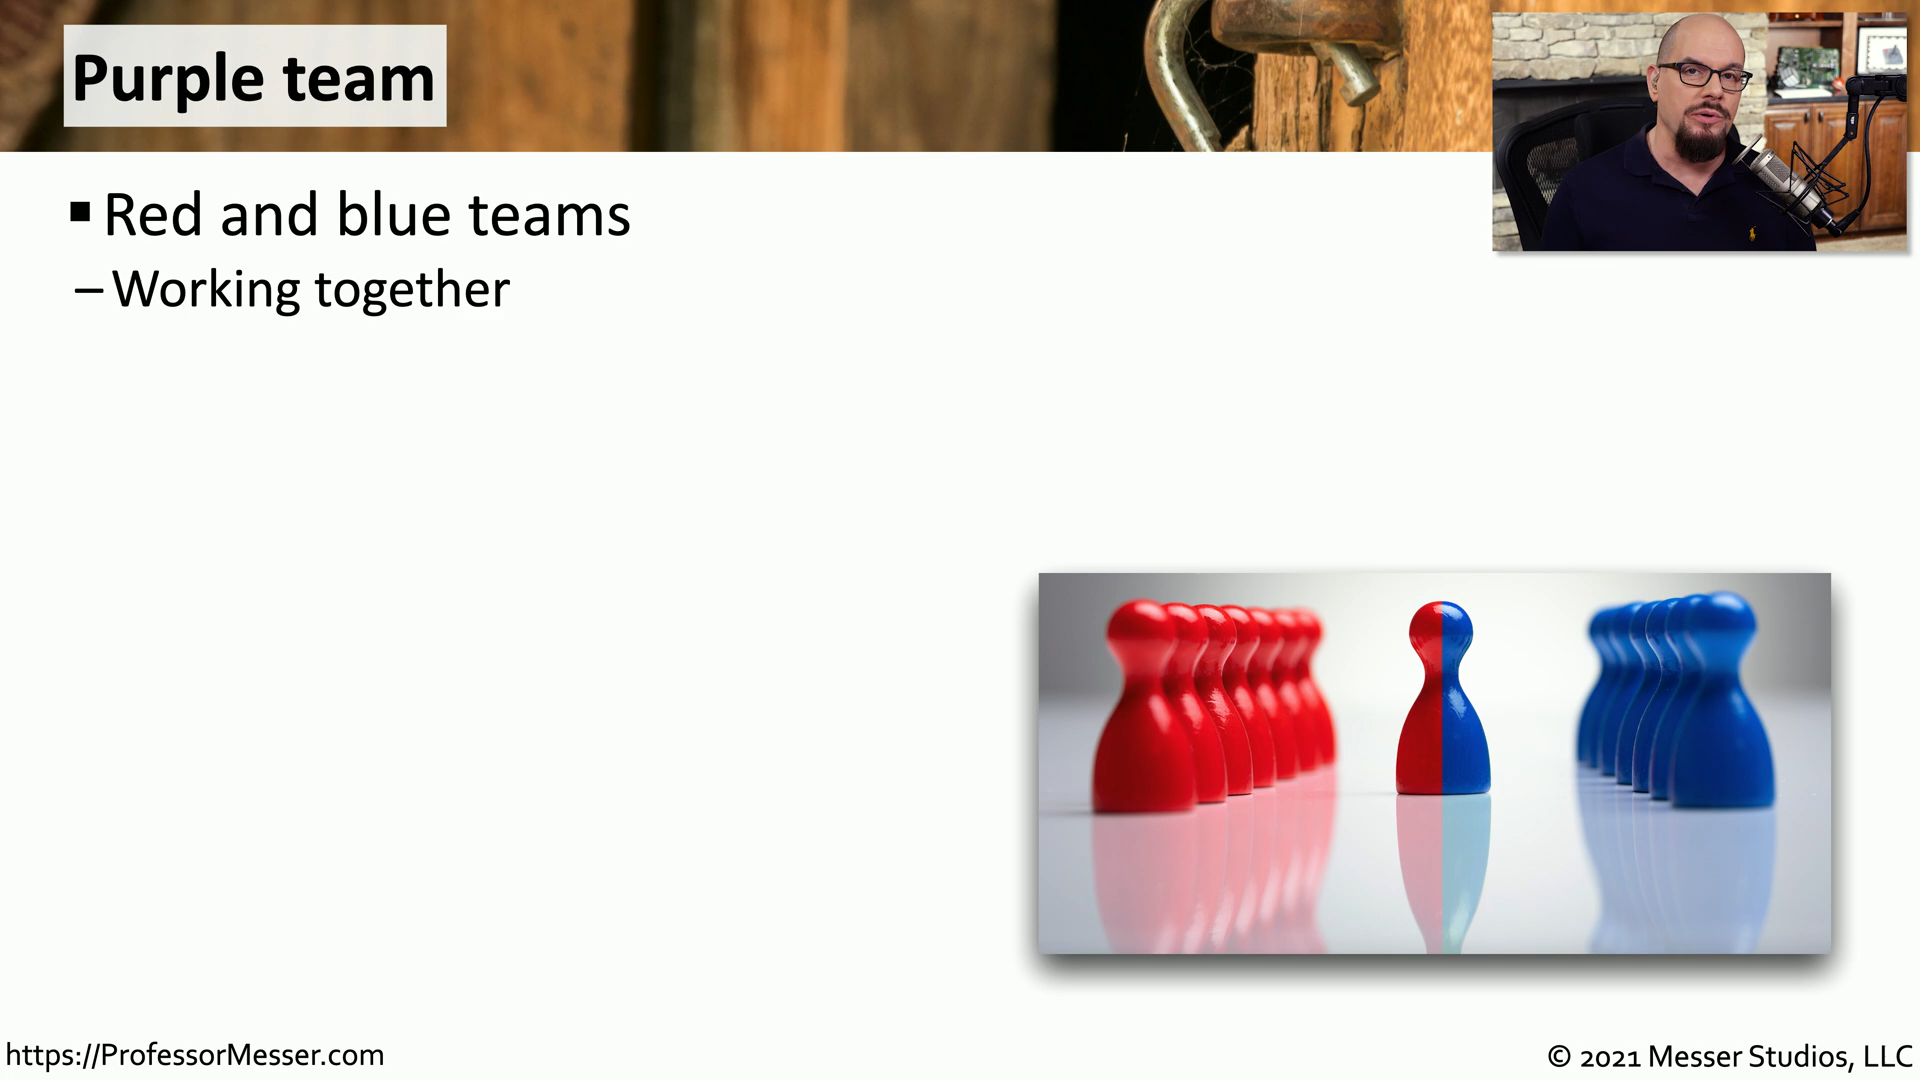 Purple team
▪ Red and blue teams
– Working together
https://ProfessorMesser.com
© 2021 Messer Studios, LLC